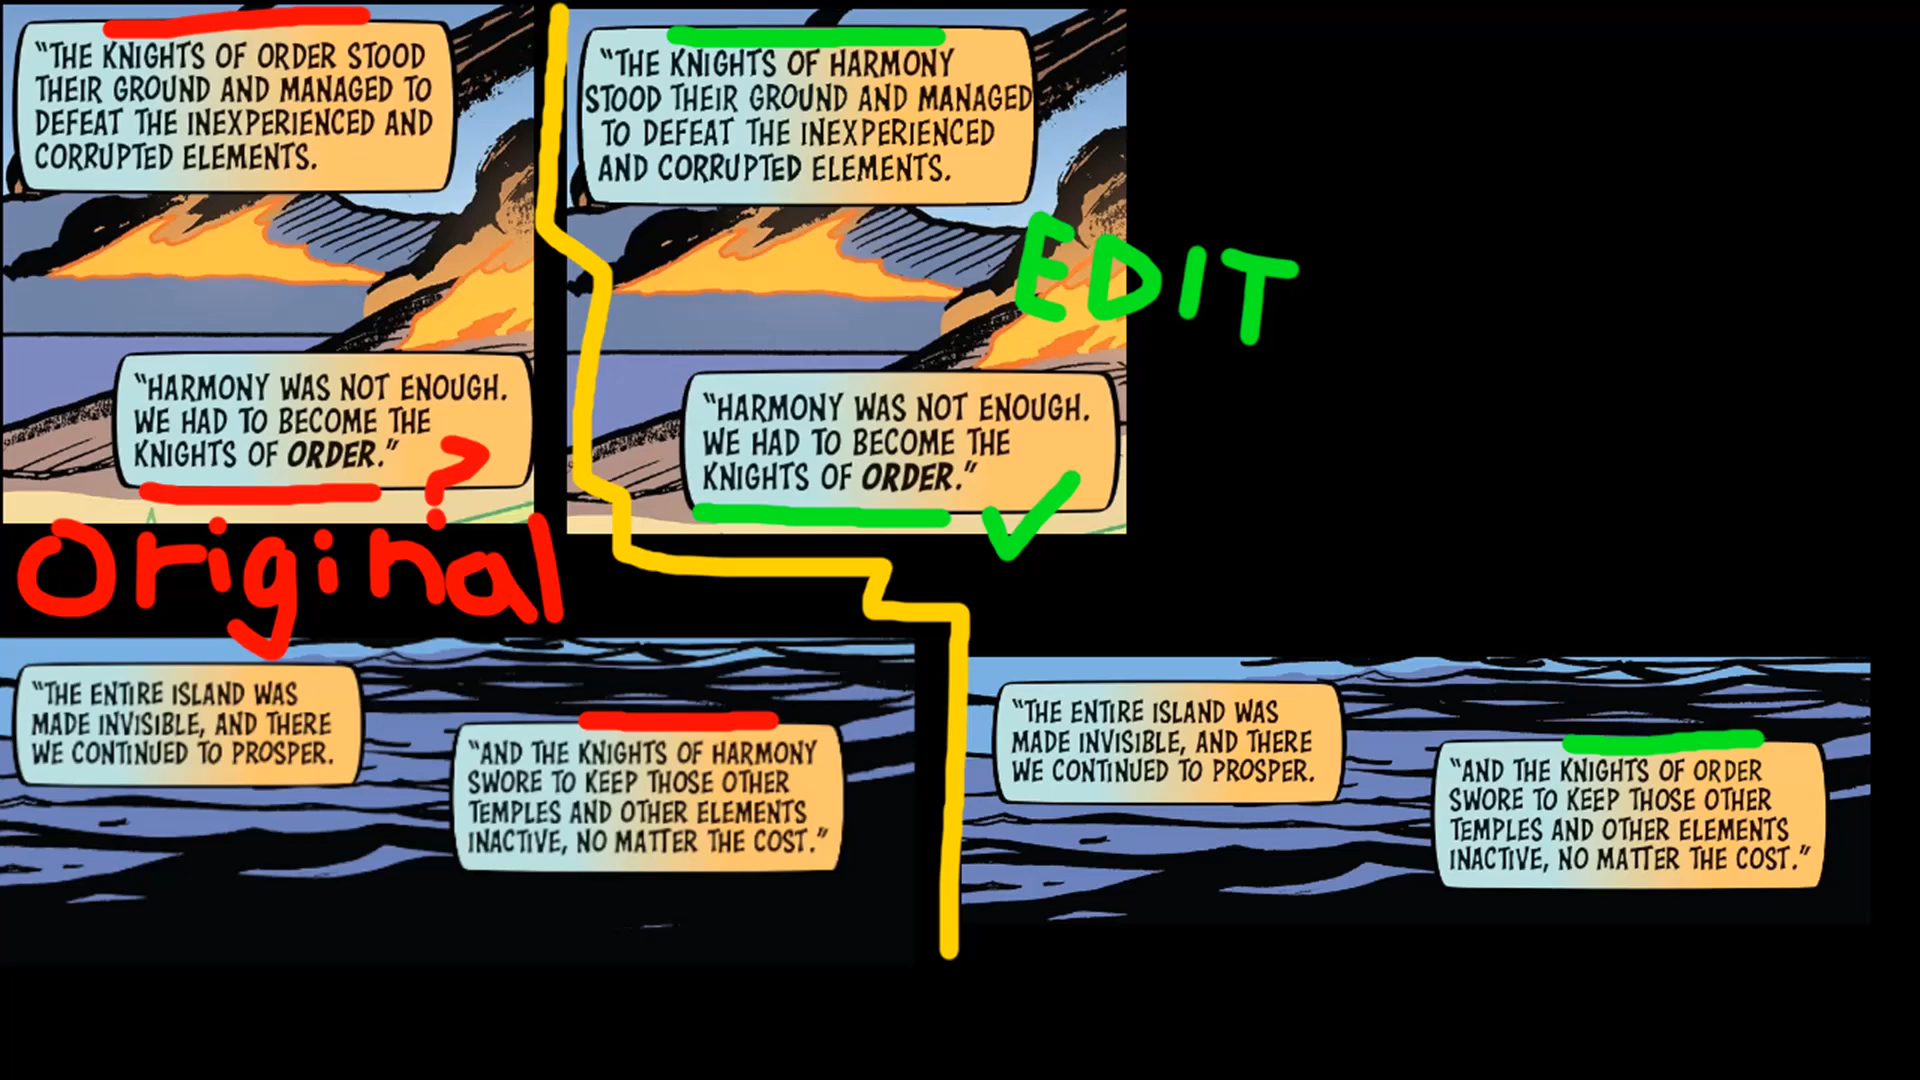 “THE KNIGHTS OF ORDER STOOD
THEIR GROUND AND MANAGED TO
DEFEAT THE INEXPERIENCED AND
CORRUPTED ELEMENTS.
“HARMONY WAS NOT ENOUGH.
WE HAD TO BECOME THE
KNIGHTS OF ORDER.”
?
Original
“THE KNIGHTS OF HARMONY
STOOD THEIR GROUND AND MANAGED
TO DEFEAT THE INEXPERIENCED
AND CORRUPTED ELEMENTS.
EDIT
“HARMONY WAS NOT ENOUGH.
WE HAD TO BECOME THE
KNIGHTS OF ORDER.”
“THE ENTIRE ISLAND WAS
MADE INVISIBLE, AND THERE
WE CONTINUED TO PROSPER.
“AND THE KNIGHTS OF HARMONY
SWORE TO KEEP THOSE OTHER
TEMPLES AND OTHER ELEMENTS
INACTIVE, NO MATTER THE COST.”
“THE ENTIRE ISLAND WAS
MADE INVISIBLE, AND THERE
WE CONTINUED TO PROSPER.
“AND THE KNIGHTS OF ORDER
SWORE TO KEEP THOSE OTHER
TEMPLES AND OTHER ELEMENTS
INACTIVE, NO MATTER THE COST.”